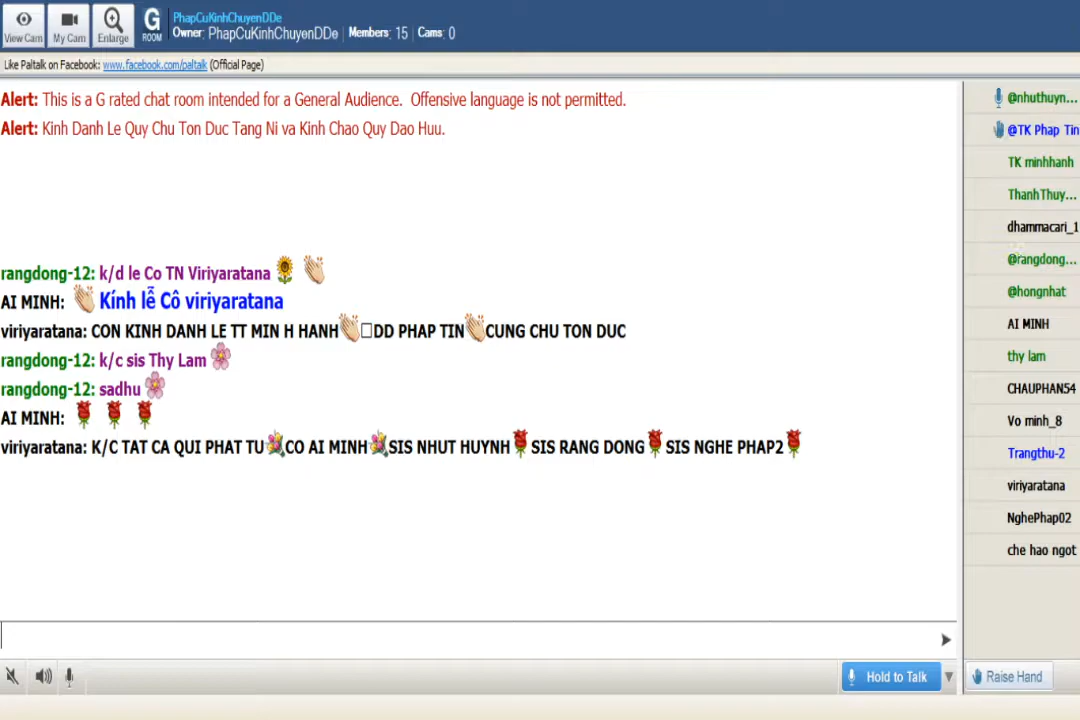 View Cam My Cam Enlarge G ROOM
PhapCuKinhChuyenDDe
Owner: PhapCuKinhChuyenDDe Members: 15 Cams: 0
Like Paltalk on Facebook: www.facebook.com/paltalk (Official Page)
Alert: This is a G rated chat room intended for a General Audience. Offensive language is not permitted.
Alert: Kinh Danh Le Quy Chu Ton Duc Tang Ni va Kinh Chao Quy Dao Huu.
rangdong-12: k/d le Co TN Viriyaratana
AI MINH: Kính lễ Cô viriyaratana
viriyaratana: CON KINH DANH LE TT MIN H HANH DD PHAP TIN CUNG CHU TON DUC
rangdong-12: k/c sis Thy Lam
rangdong-12: sadhu
AI MINH:
viriyaratana: K/C TAT CA QUI PHAT TU CO AI MINH SIS NHUT HUYNH SIS RANG DONG SIS NGHE PHAP2
@nhuthuyn...
@TK Phap Tin
TK minhhanh
ThanhThuy...
dhammacari_1
@rangdong...
@hongnhat
AI MINH
thy lam
CHAUPHAN54
Vo minh_8
Trangthu-2
viriyaratana
NghePhap02
che hao ngot
Hold to Talk
Raise Hand